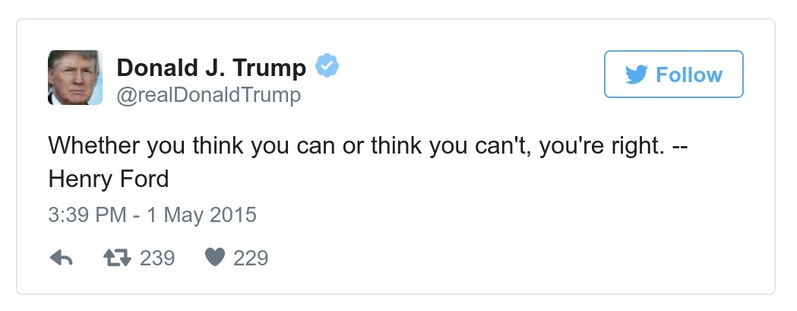 Donald J. Trump
@realDonaldTrump
Follow
Whether you think you can or think you can't, you're right. --
Henry Ford
3:39 PM - 1 May 2015
239 229